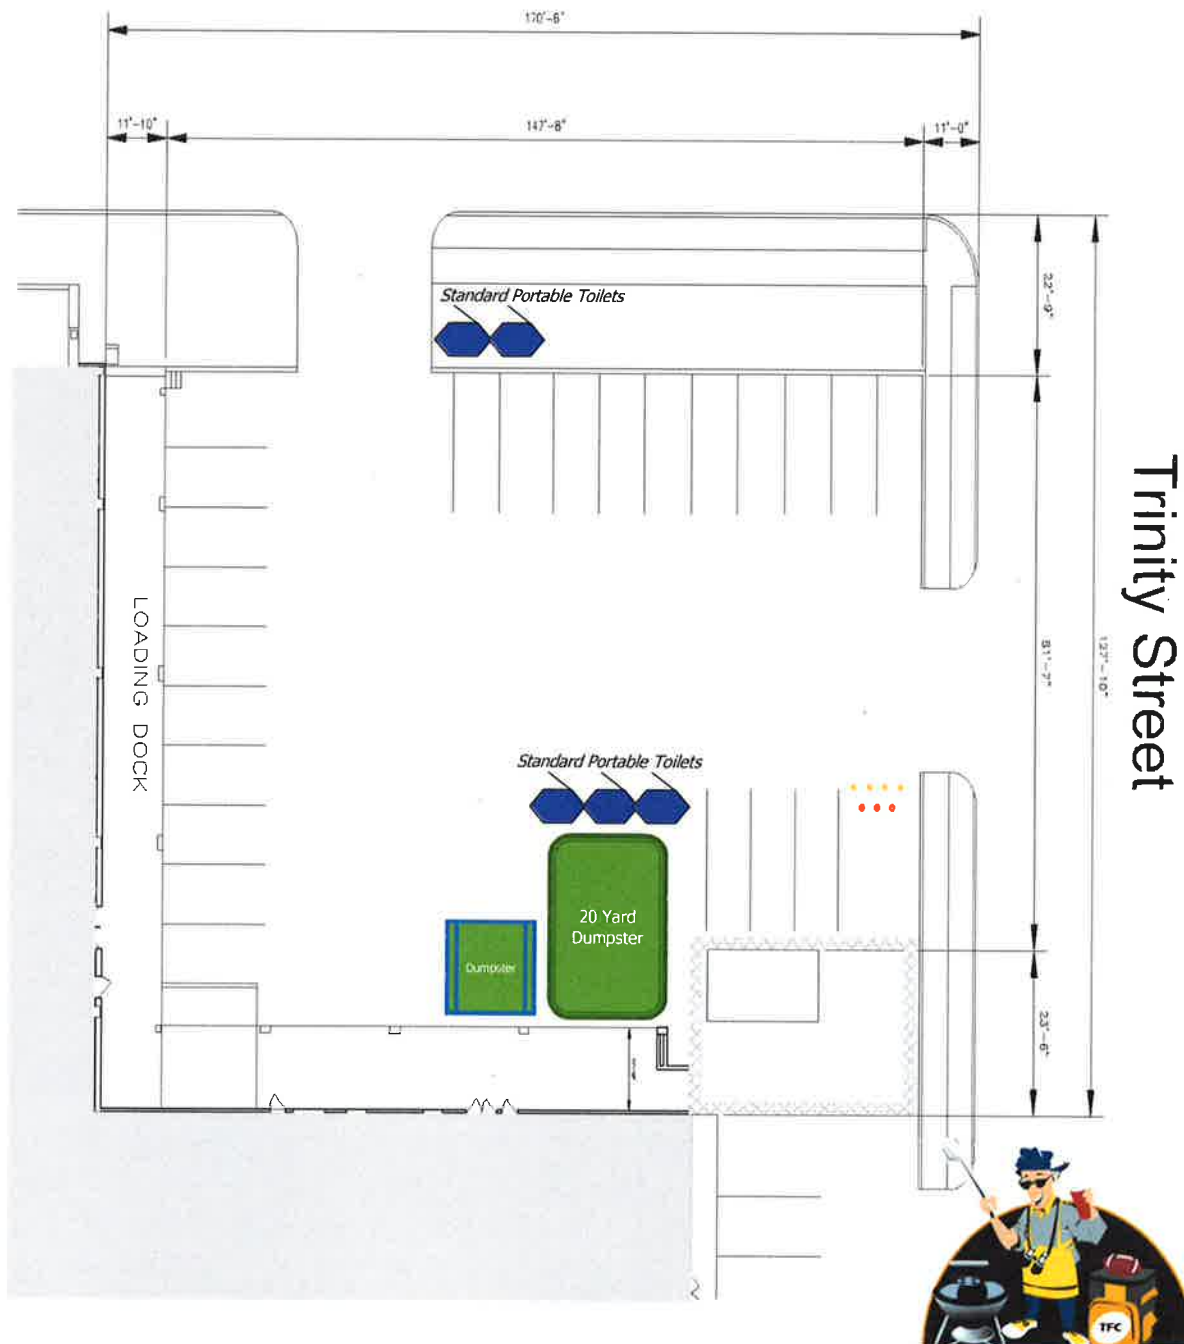 170'-6"
11'-10"
147'-8"
11'-0"
22'-9"
Standard Portable Toilets
Trinity Street
LOADING DOCK
81'-7"
127'-10"
Standard Portable Toilets
20 Yard
Dumpster
Dumpster
23'-6"
TFC